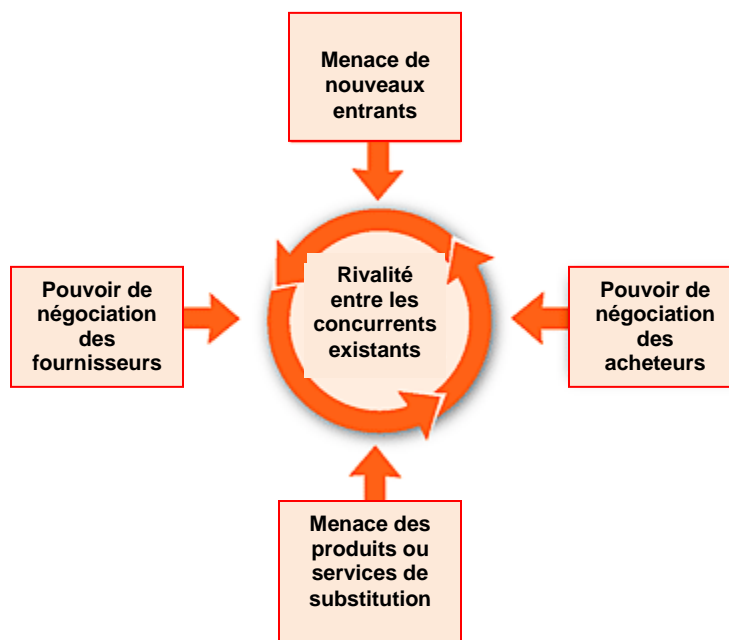 Menace de
nouveaux
entrants
Pouvoir de
négociation
des
fournisseurs
Rivalité
entre les
concurrents
existants
Pouvoir de
négociation
des
acheteurs
Menace des
produits ou
services de
substitution